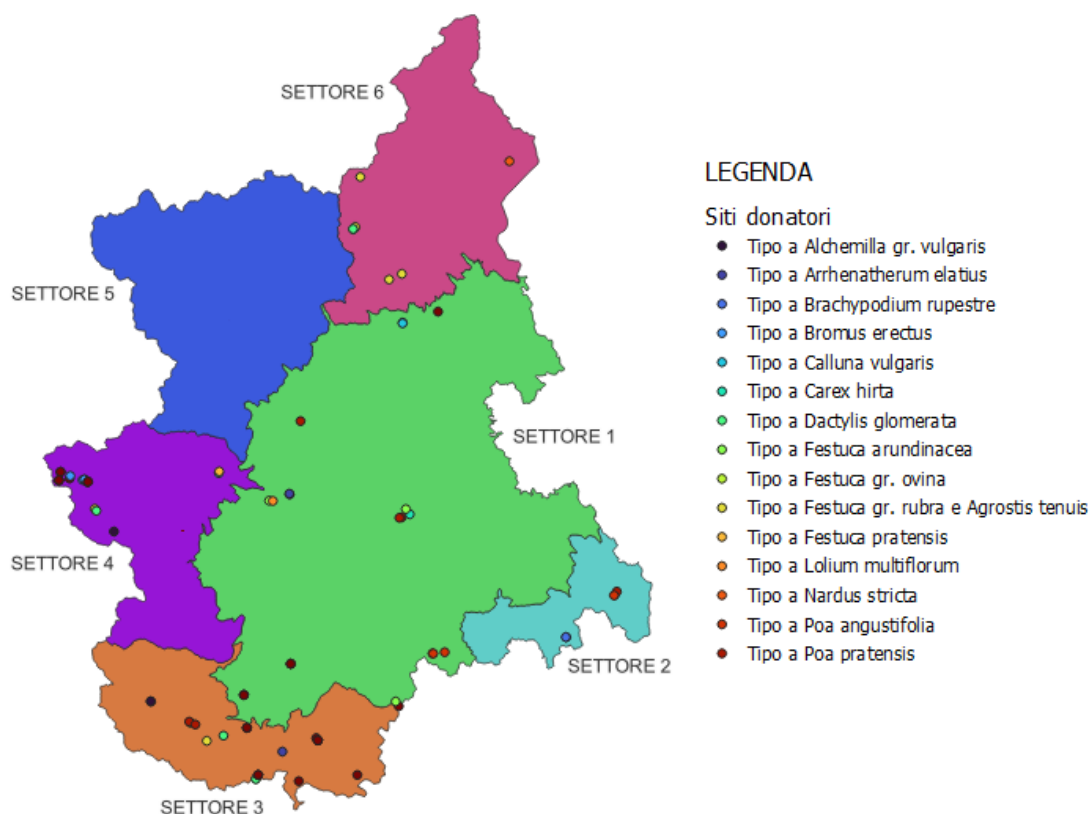 SETTORE 6
SETTORE 5
SETTORE 1
SETTORE 4
SETTORE 2
SETTORE 3
LEGENDA
Siti donatori
Tipo a Alchemilla gr. vulgaris
Tipo a Arrhenatherum elatius
Tipo a Brachypodium rupestre
Tipo a Bromus erectus
Tipo a Calluna vulgaris
Tipo a Carex hirta
Tipo a Dactylis glomerata
Tipo a Festuca arundinacea
Tipo a Festuca gr. ovina
Tipo a Festuca gr. rubra e Agrostis tenuis
Tipo a Festuca pratensis
Tipo a Lolium multiflorum
Tipo a Nardus stricta
Tipo a Poa angustifolia
Tipo a Poa pratensis